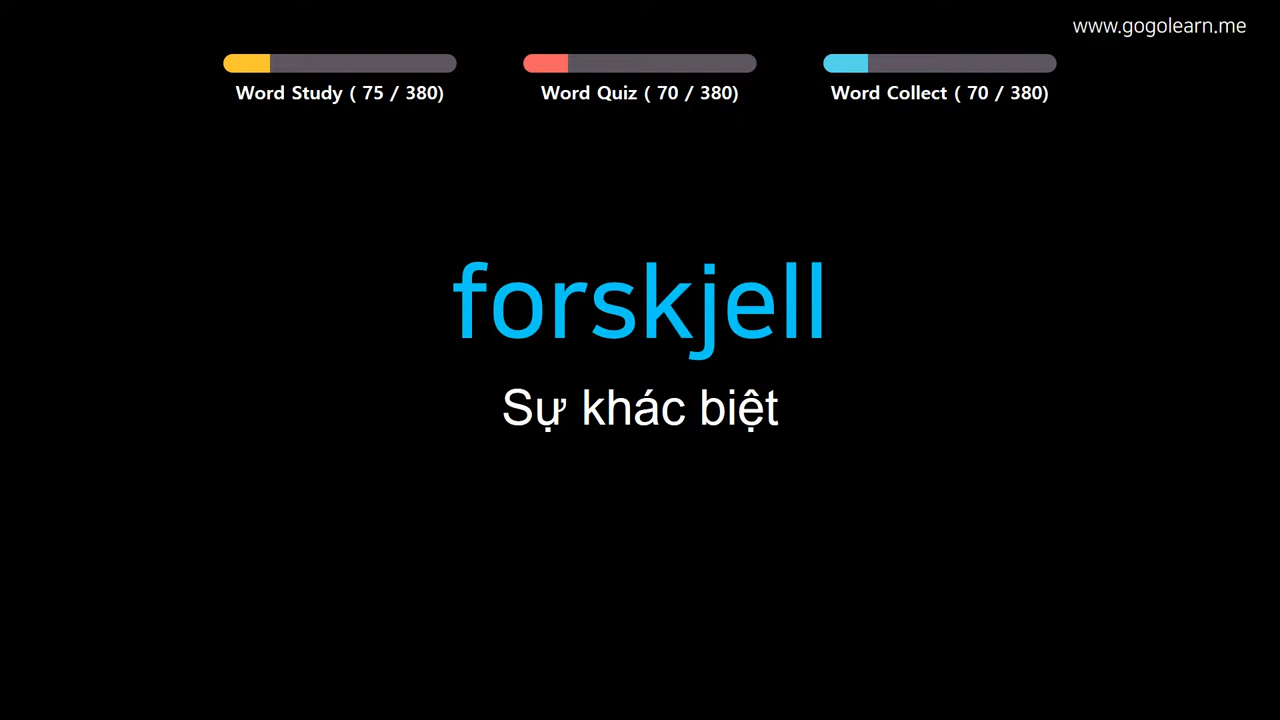 www.gogolearn.me
Word Study ( 75 / 380)
Word Quiz ( 70 / 380)
Word Collect ( 70 / 380)
forskjell
Sự khác biệt